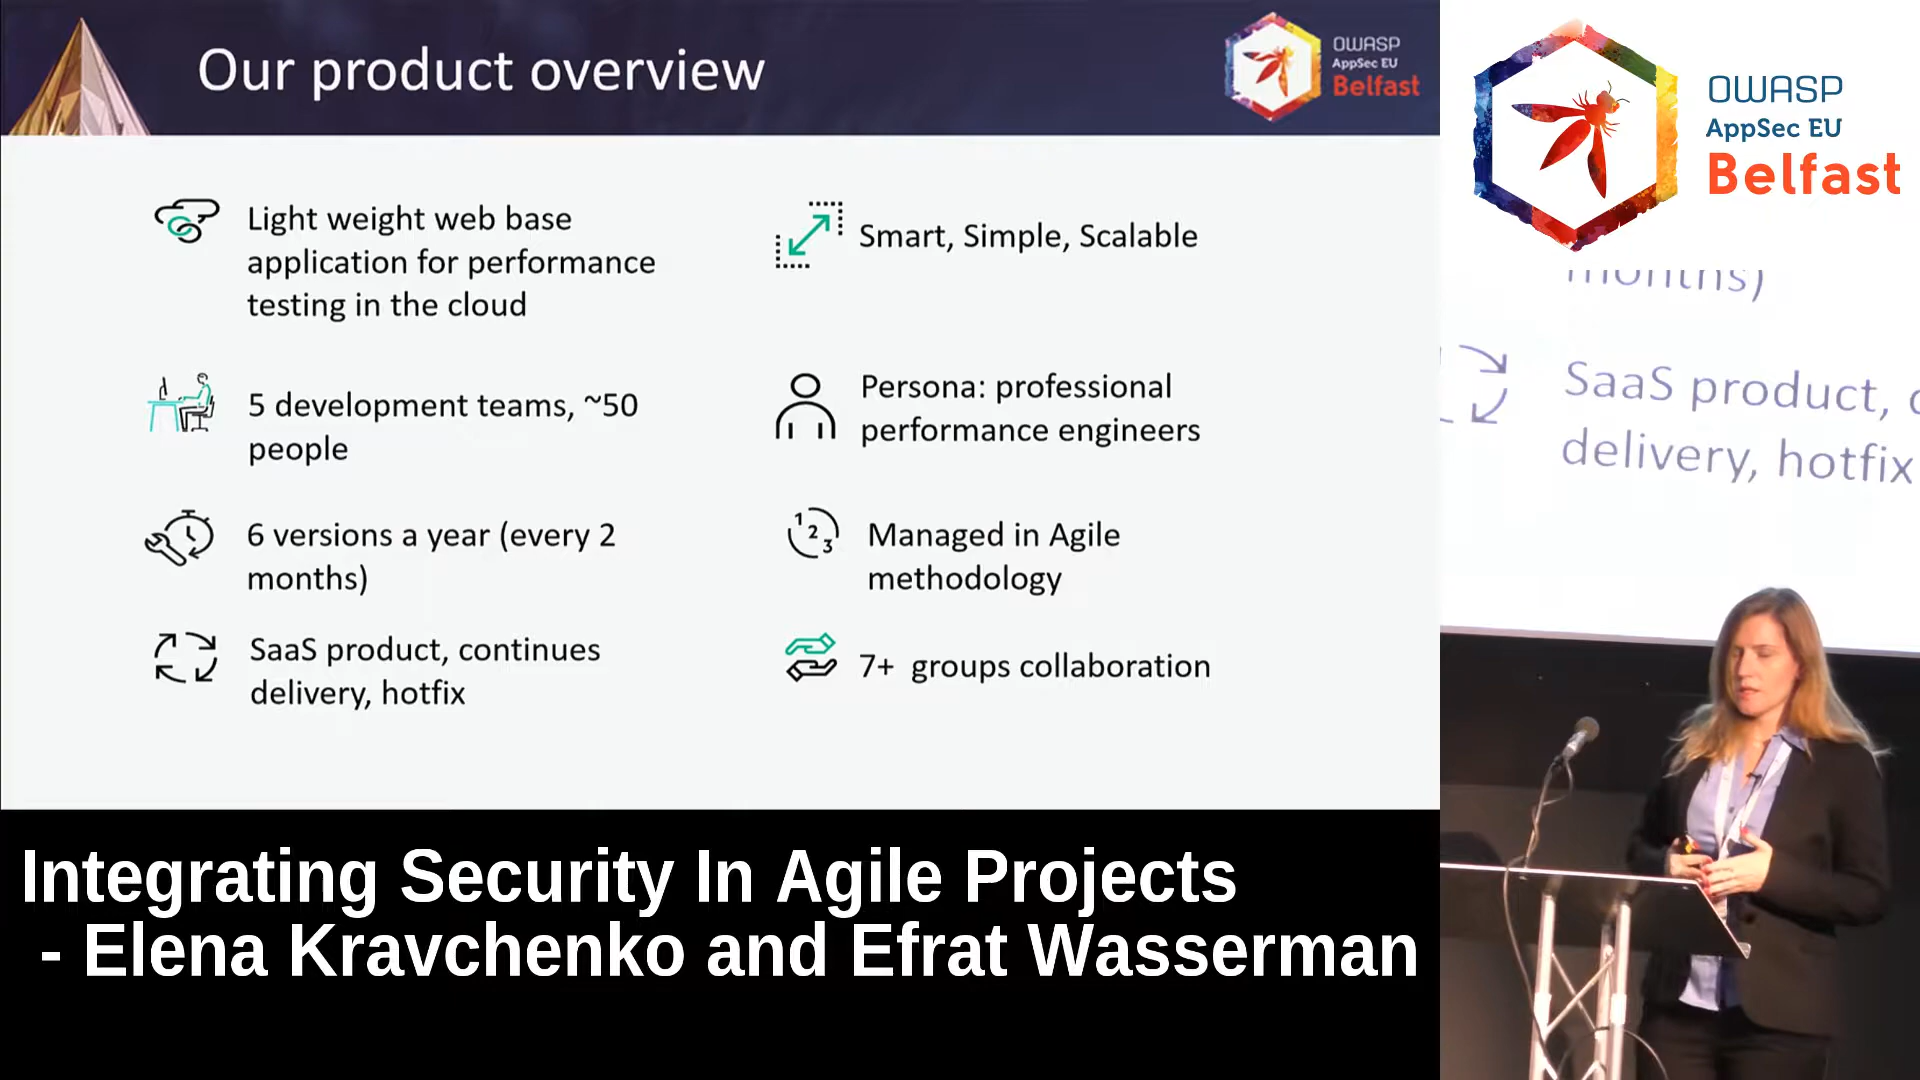 Our product overview
OWASP
AppSec EU
Belfast
Light weight web base
application for performance
testing in the cloud
Smart, Simple, Scalable
5 development teams, ~50
people
Persona: professional
performance engineers
6 versions a year (every 2
months)
1
2
3
Managed in Agile
methodology
SaaS product, continues
delivery, hotfix
7+ groups collaboration
OWASP
AppSec EU
Belfast
months)
SaaS product,
delivery, hotfix
Integrating Security In Agile Projects
- Elena Kravchenko and Efrat Wasserman